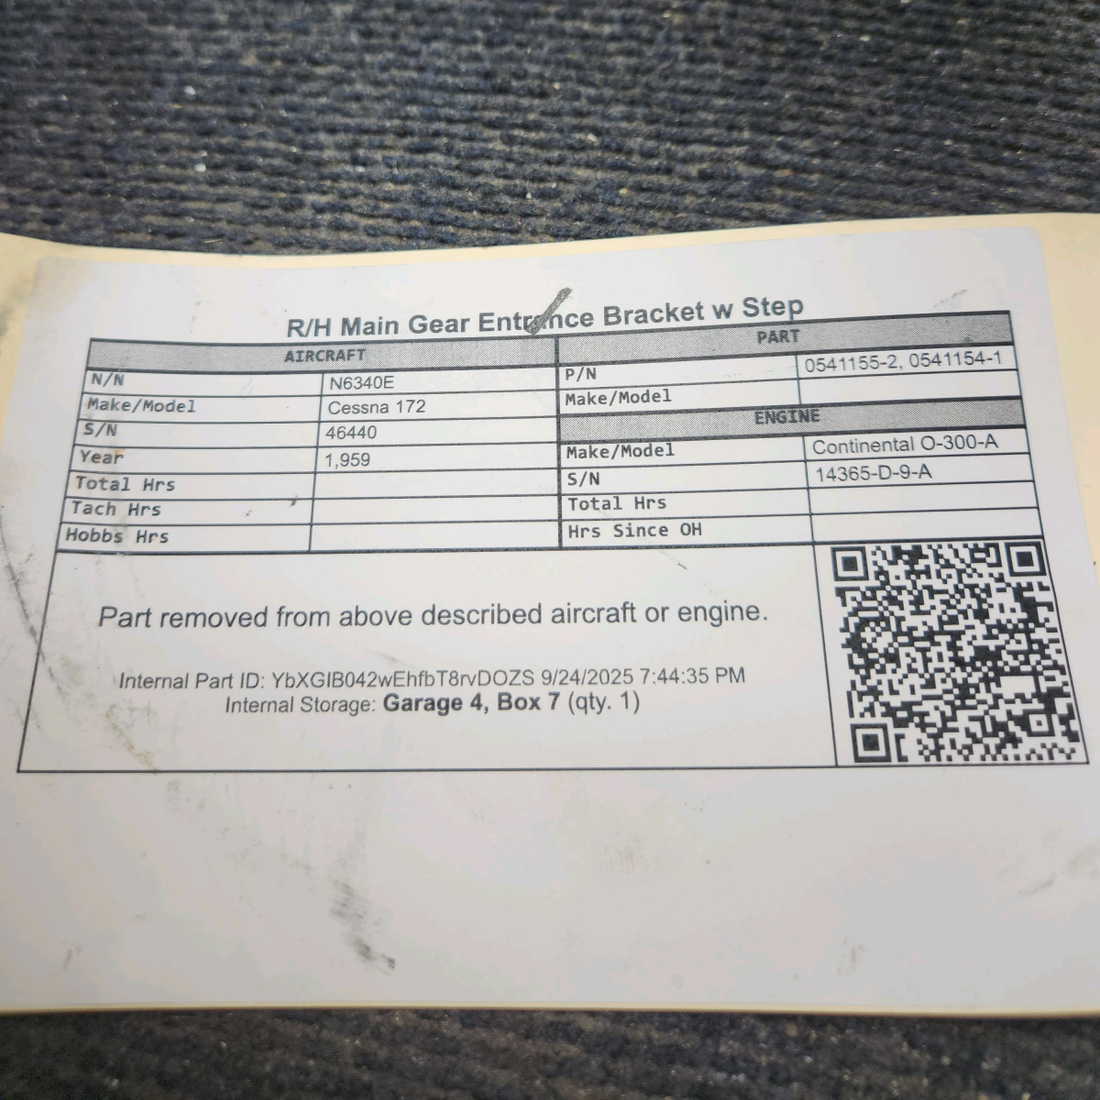 R/H Main Gear Entrance Bracket w Step
AIRCRAFT
N/N N6340E
Make/Model Cessna 172
S/N 46440
Year 1,959
Total Hrs
Tach Hrs
Hobbs Hrs
PART
P/N 0541155-2, 0541154-1
Make/Model
ENGINE
Make/Model Continental O-300-A
S/N 14365-D-9-A
Total Hrs
Hrs Since OH
Part removed from above described aircraft or engine.
Internal Part ID: YbXGIB042wEhfbT8rvDOZS 9/24/2025 7:44:35 PM
Internal Storage: Garage 4, Box 7 (qty. 1)